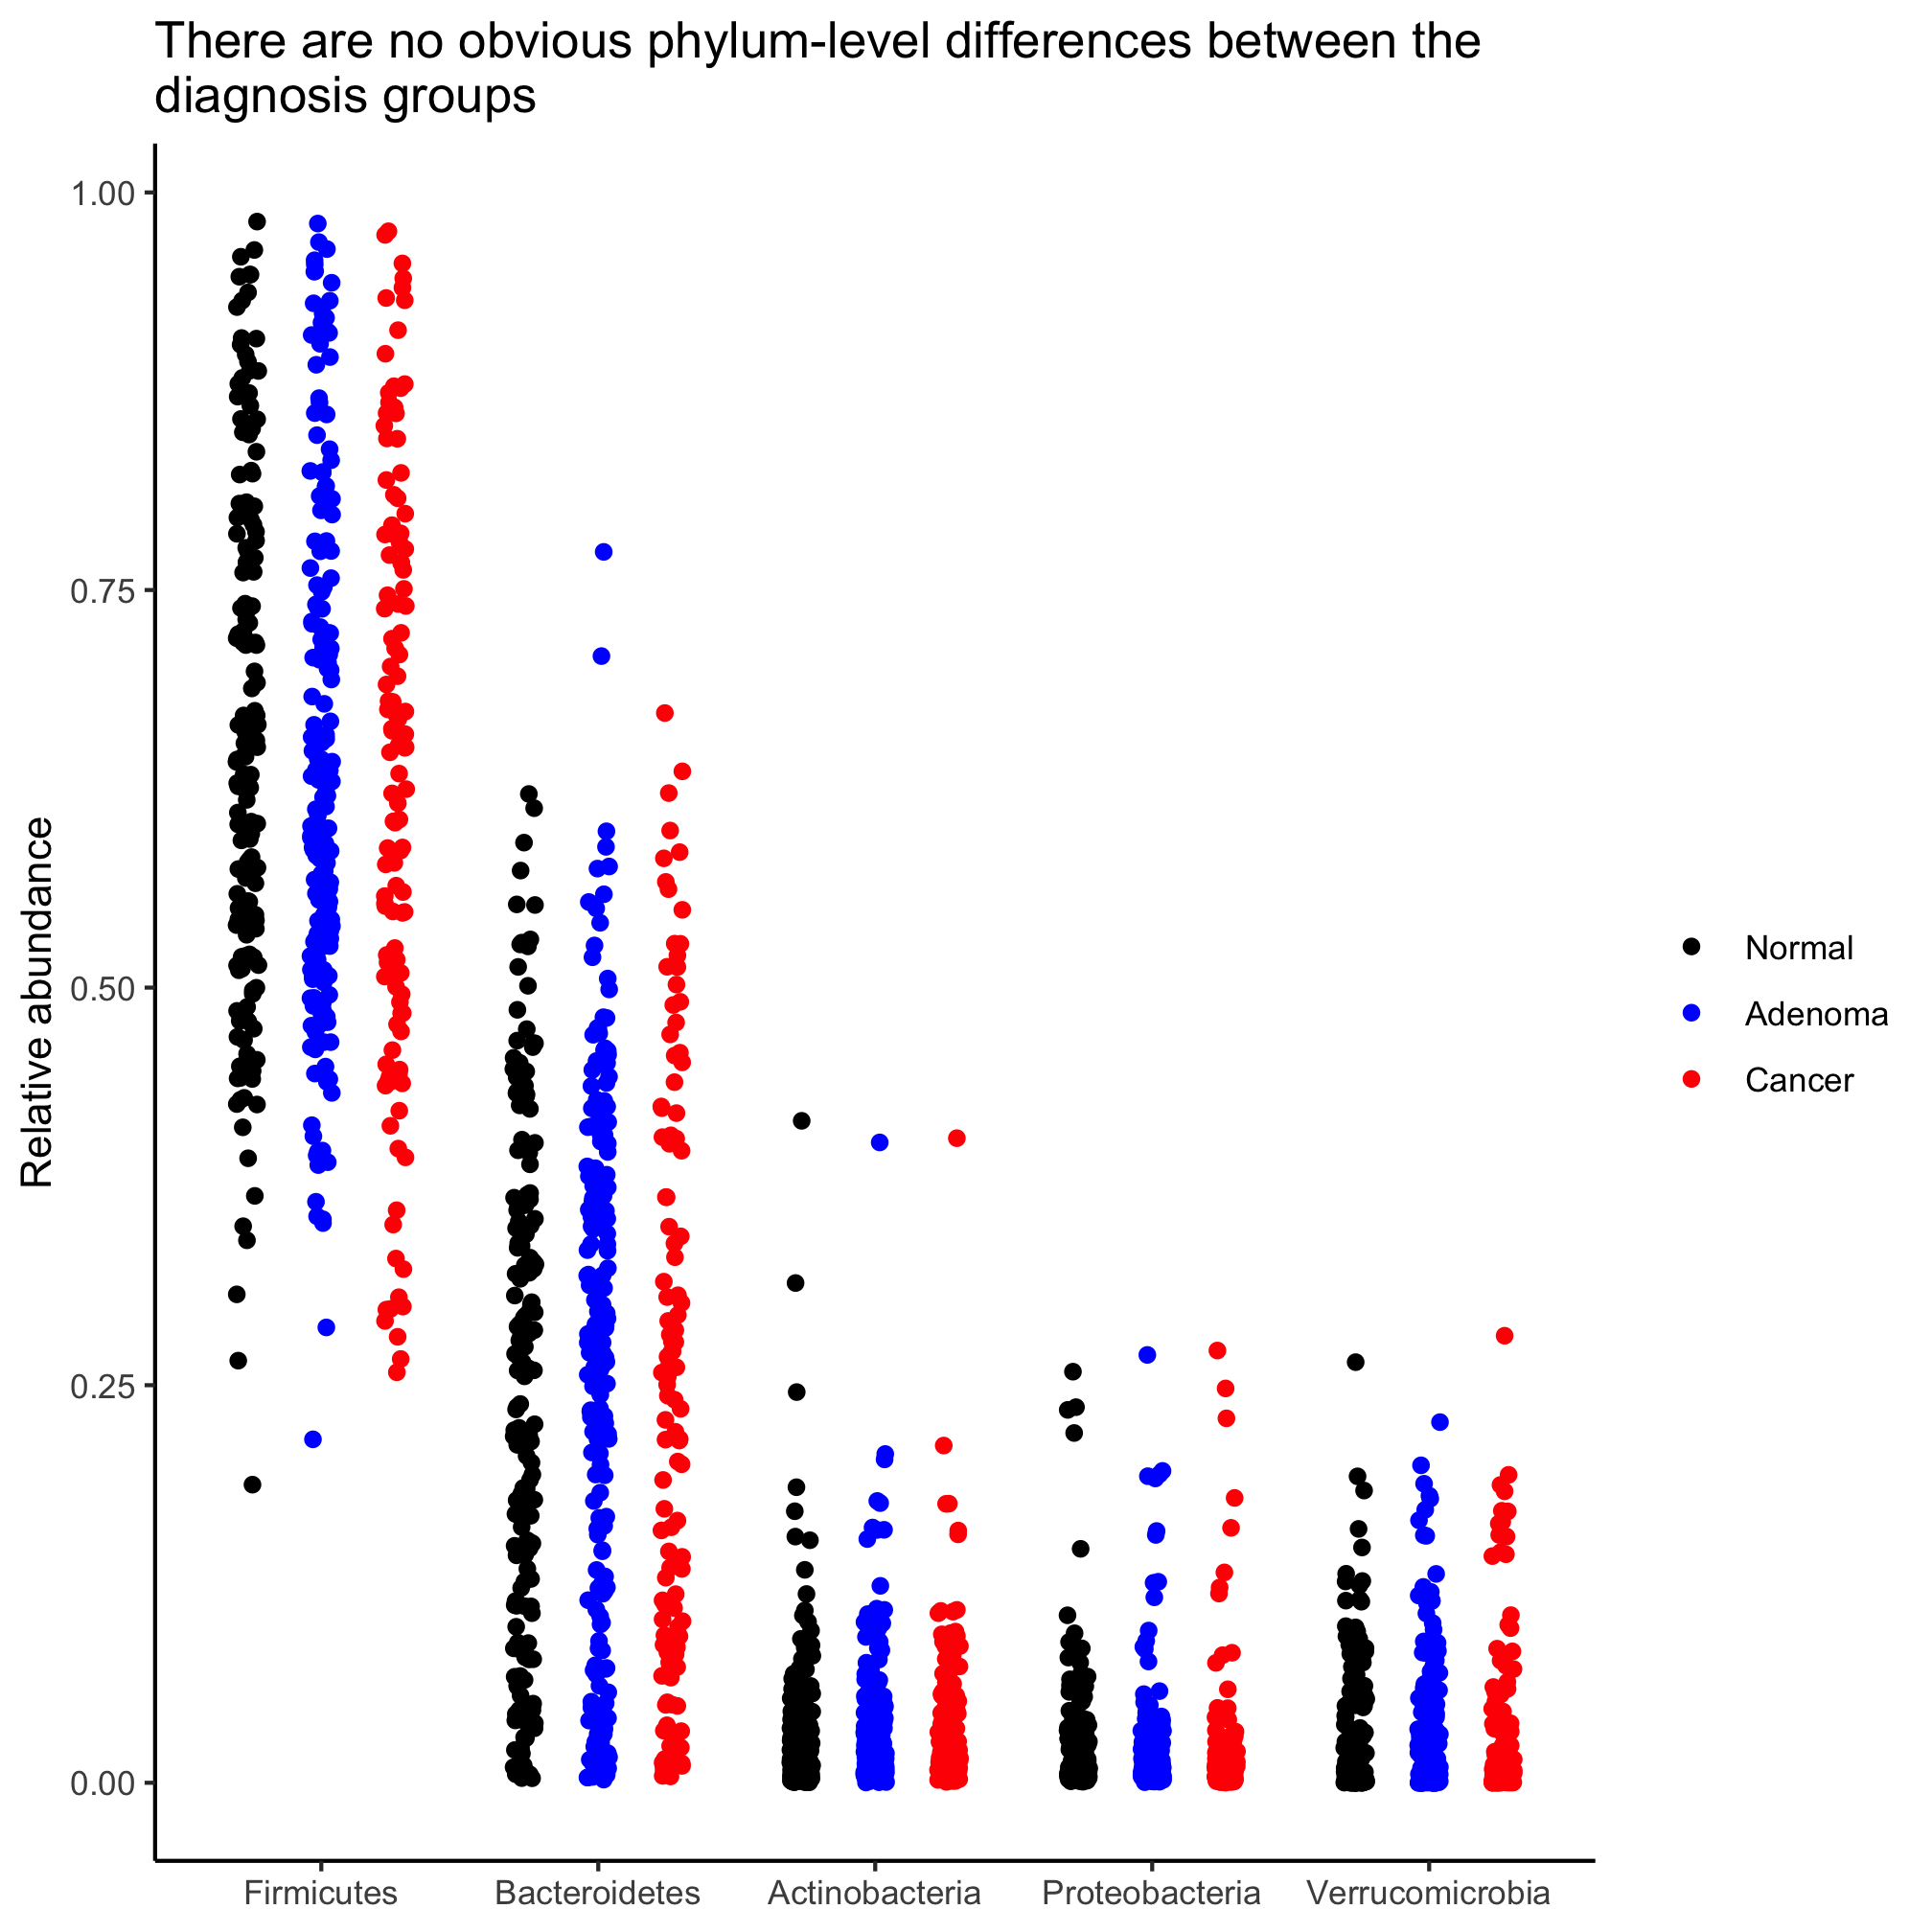 There are no obvious phylum-level differences between the
diagnosis groups
1.00
0.75
0.50
0.25
0.00
Relative abundance
Normal
Adenoma
Cancer
Firmicutes
Bacteroidetes
Actinobacteria
Proteobacteria
Verrucomicrobia